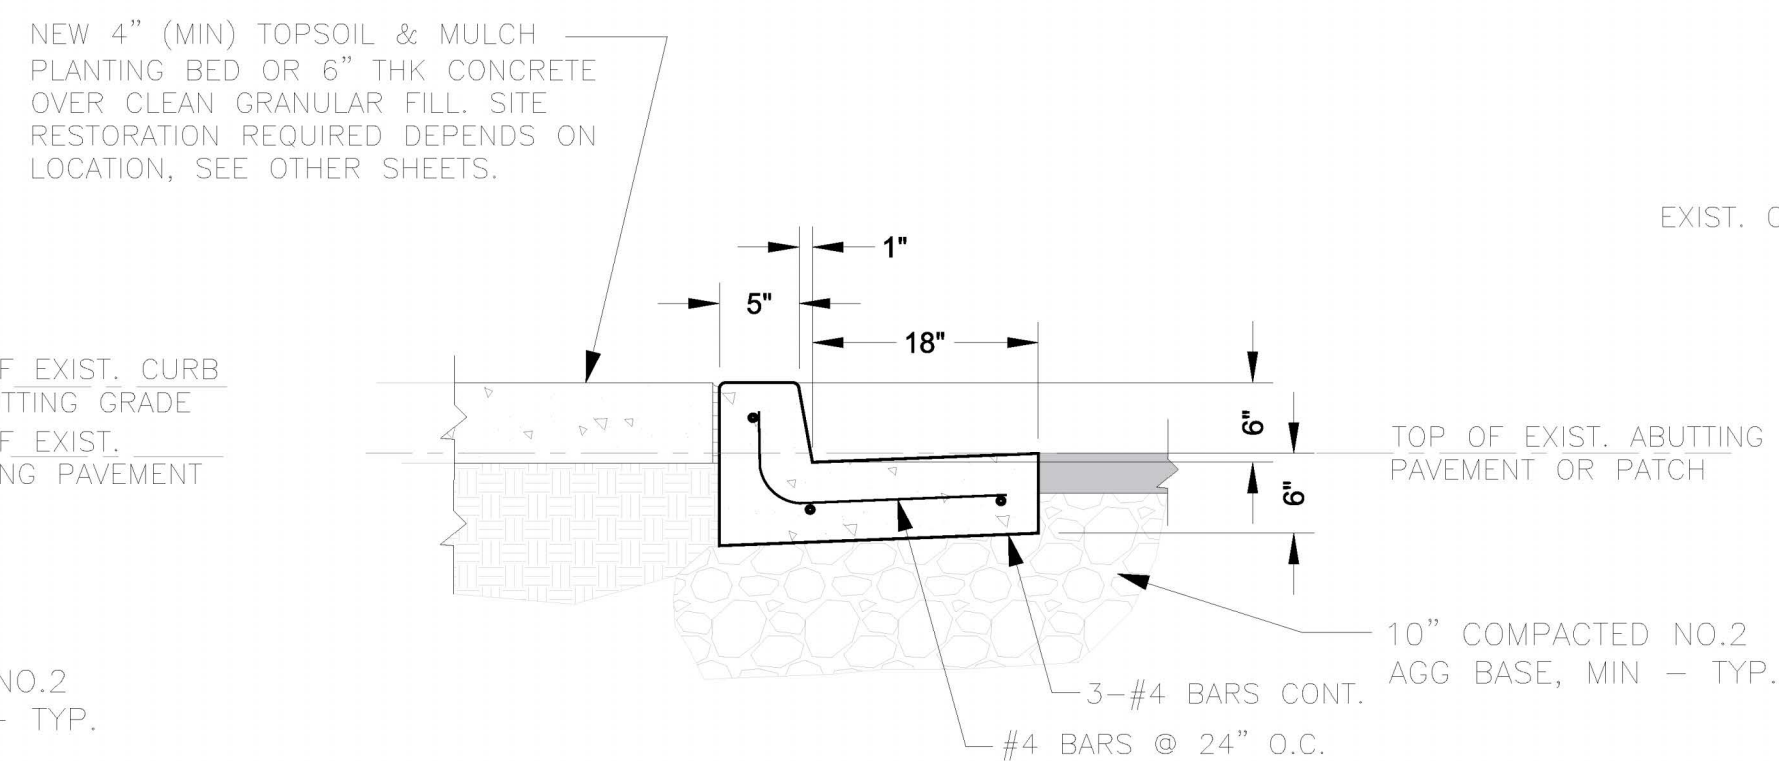 NEW 4” (MIN) TOPSOIL & MULCH
PLANTING BED OR 6” THK CONCRETE
OVER CLEAN GRANULAR FILL. SITE
RESTORATION REQUIRED DEPENDS ON
LOCATION, SEE OTHER SHEETS.
EXIST.
1"
5"
18"
F EXIST. CURB
TTING GRADE
F EXIST.
NG PAVEMENT
6"
6"
TOP OF EXIST. ABUTTING
PAVEMENT OR PATCH
10” COMPACTED NO.2
AGG BASE, MIN – TYP.
NO.2
– TYP.
3-#4 BARS CONT.
#4 BARS @ 24” O.C.